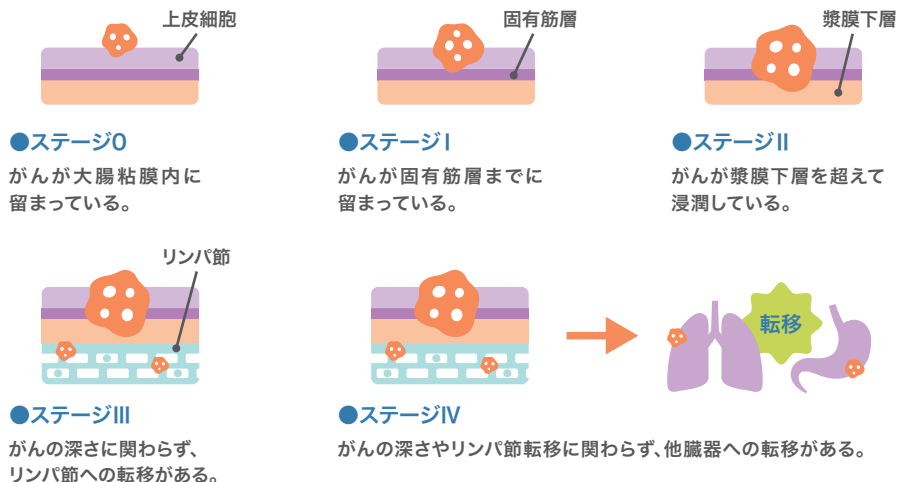 上皮細胞
固有筋層
漿膜下層
●ステージ0
がんが大腸粘膜内に
留まっている。
●ステージⅠ
がんが固有筋層までに
留まっている。
●ステージⅡ
がんが漿膜下層を超えて
浸潤している。
リンパ節
転移
●ステージⅢ
がんの深さに関わらず、
リンパ節への転移がある。
●ステージⅣ
がんの深さやリンパ節転移に関わらず、他臓器への転移がある。